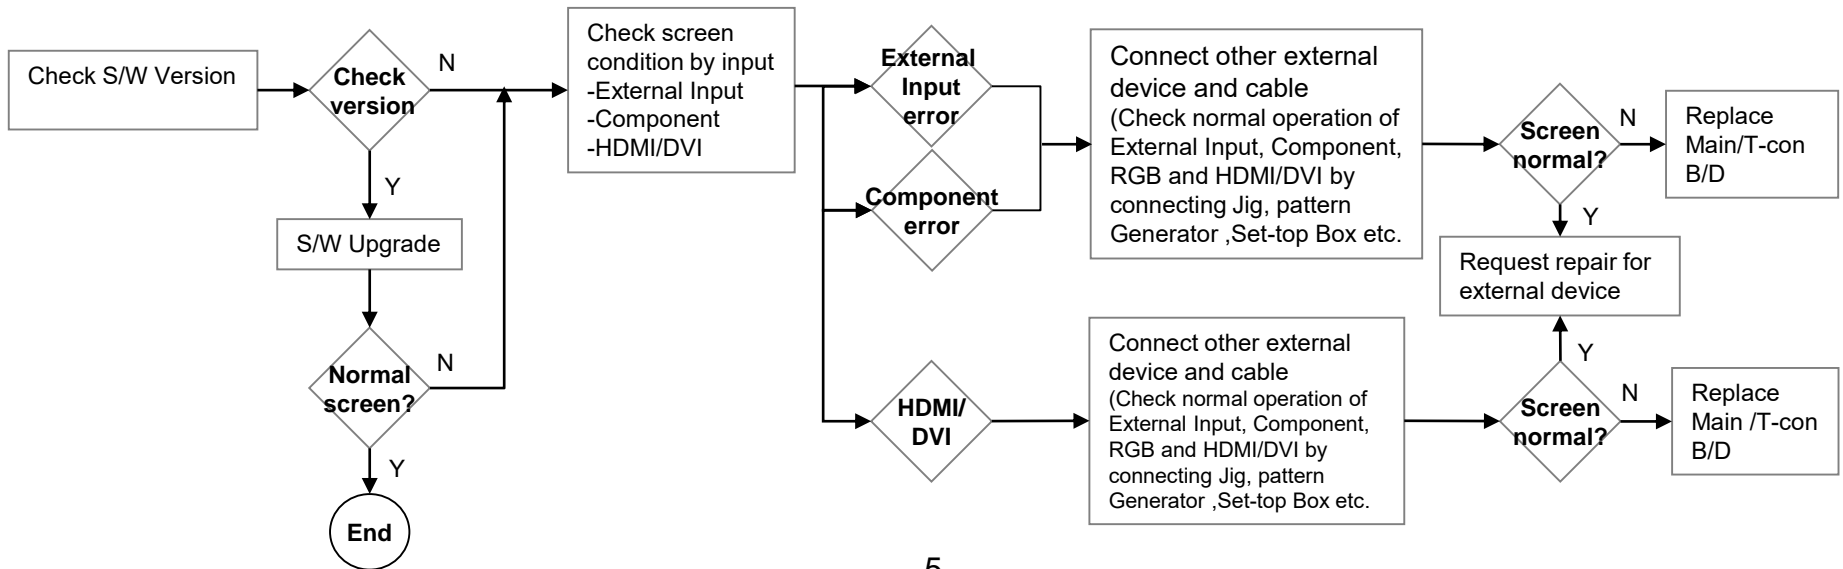 Check S/W Version
Check
version
N
Y
S/W Upgrade
Normal
screen?
N
Y
End
Check screen
condition by input
-External Input
-Component
-HDMI/DVI
External
Input
error
Component
error
HDMI/
DVI
Connect other external
device and cable
(Check normal operation of
External Input, Component,
RGB and HDMI/DVI by
connecting Jig, pattern
Generator ,Set-top Box etc.
Screen
normal?
N
Replace
Main/T-con
B/D
Y
Request repair for
external device
Connect other external
device and cable
(Check normal operation of
External Input, Component,
RGB and HDMI/DVI by
connecting Jig, pattern
Generator ,Set-top Box etc.
Y
Screen
normal?
N
Replace
Main /T-con
B/D
5